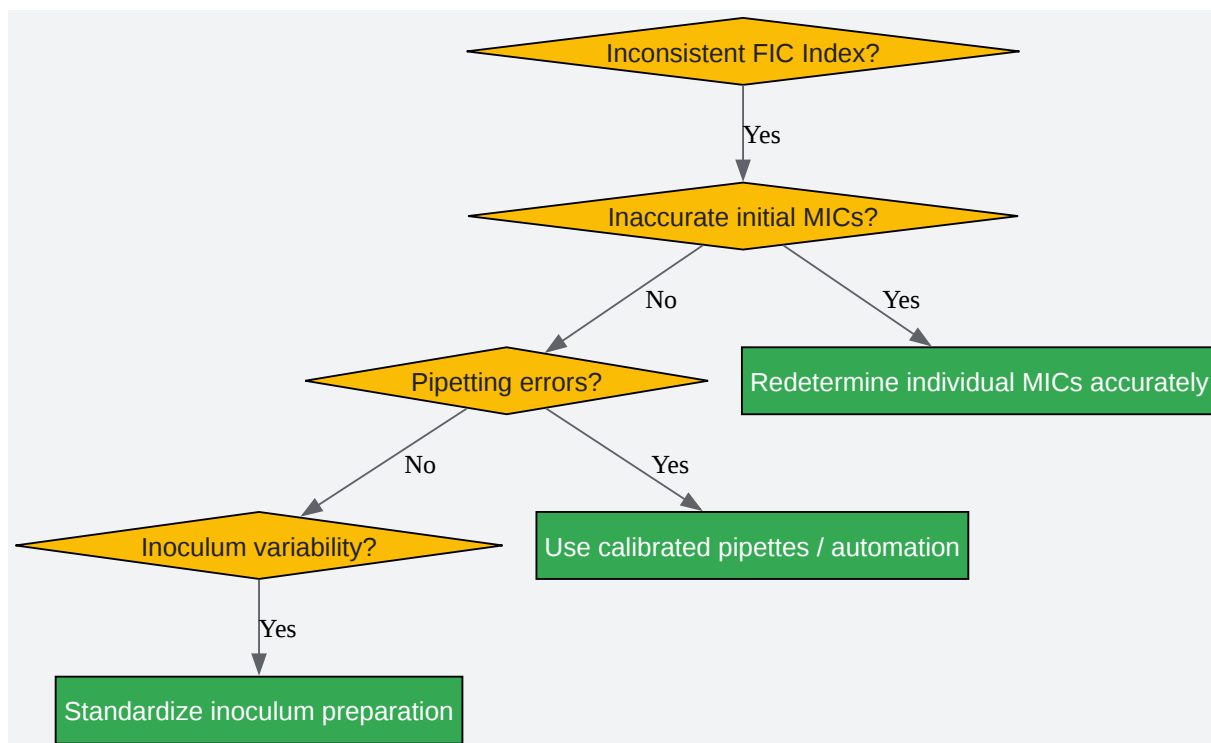 Inconsistent FIC Index?
Yes
Inaccurate initial MICs?
No
Yes
Pipetting errors?
Redetermine individual MICs accurately
No
Yes
Inoculum variability?
Use calibrated pipettes / automation
Yes
Standardize inoculum preparation